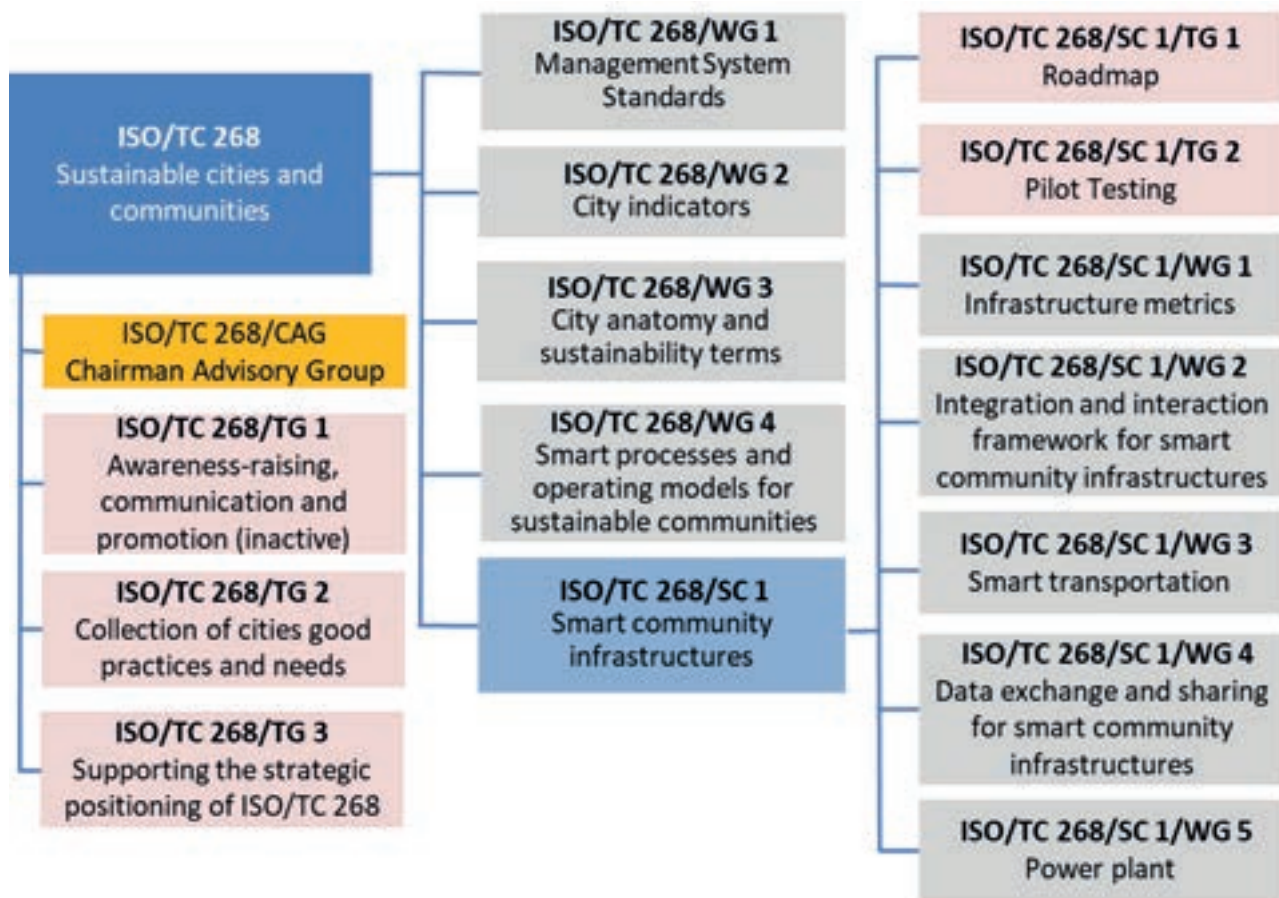 ISO/TC 268
Sustainable cities and
communities
ISO/TC 268/CAG
Chairman Advisory Group
ISO/TC 268/TG 1
Awareness-raising,
communication and
promotion (inactive)
ISO/TC 268/TG 2
Collection of cities good
practices and needs
ISO/TC 268/TG 3
Supporting the strategic
positioning of ISO/TC 268
ISO/TC 268/WG 1
Management System
Standards
ISO/TC 268/WG 2
City indicators
ISO/TC 268/WG 3
City anatomy and
sustainability terms
ISO/TC 268/WG 4
Smart processes and
operating models for
sustainable communities
ISO/TC 268/SC 1
Smart community
infrastructures
ISO/TC 268/SC 1/TG 1
Roadmap
ISO/TC 268/SC 1/TG 2
Pilot Testing
ISO/TC 268/SC 1/WG 1
Infrastructure metrics
ISO/TC 268/SC 1/WG 2
Integration and interaction
framework for smart
community infrastructures
ISO/TC 268/SC 1/WG 3
Smart transportation
ISO/TC 268/SC 1/WG 4
Data exchange and sharing
for smart community
infrastructures
ISO/TC 268/SC 1/WG 5
Power plant